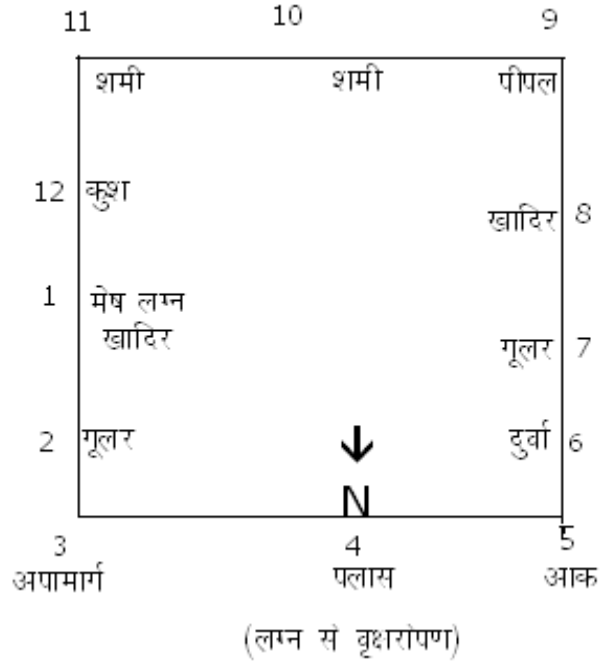 11 10 9
शमी शमी पीपल
12 कुश
खादिर 8
1 मेष लग्न
खादिर
गूलर 7
2 गूलर दुर्वा 6
N
3 4 5
अपामार्ग पलास आक
(लग्न सें वृक्षरोंपण)